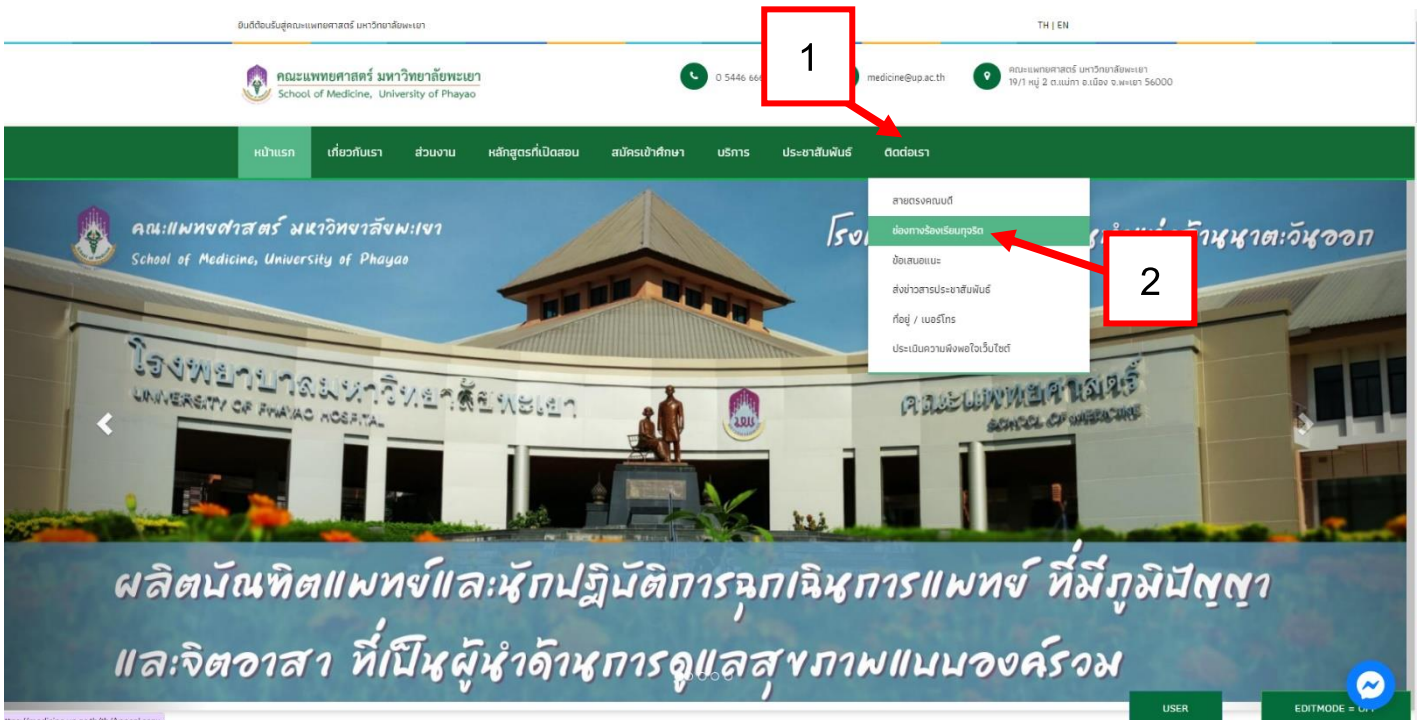 ยินดีต้อนรับสู่คณะแพทยศาสตร์ มหาวิทยาลัยพะเยา
TH | EN
1
คณะแพทยศาสตร์ มหาวิทยาลัยพะเยา
School of Medicine, University of Phayao
0 5446
medicine@up.ac.th
คณะแพทยศาสตร์ มหาวิทยาลัยพะเยา
19/1 หมู่ 2 ต.แม่กา อ.เมือง จ.พะเยา 56000
หน้าแรก เกี่ยวกับเรา ส่วนงาน หลักสูตรที่เปิดสอน สมัครเข้าศึกษา บริการ ประชาสัมพันธ์ ติดต่อเรา
สายตรงคณบดี
ช่องทางร้องเรียนทุจริต
ข้อเสนอแนะ
ส่งข่าวสารประชาสัมพันธ์
ที่อยู่ / เบอร์โทร
ประเมินความพึงพอใจเว็บไซต์
2
คณะแพทยศาสตร์ มหาวิทยาลัยพะเยา
School of Medicine, University of Phayao
โรงพยาบาลมหาวิทยาลัยพะเยา
UNIVERSITY OF PHAYAO HOSPITAL
คณะแพทยศาสตร์
SCHOOL OF MEDICINE
ผลิตบัณฑิตแพทย์และนักปฏิบัติการฉุกเฉินการแพทย์ ที่มีภูมิปัญญา
และจิตอาสา ที่เป็นผู้นำด้านการดูแลสุขภาพแบบองค์รวม
USER
EDITMODE =